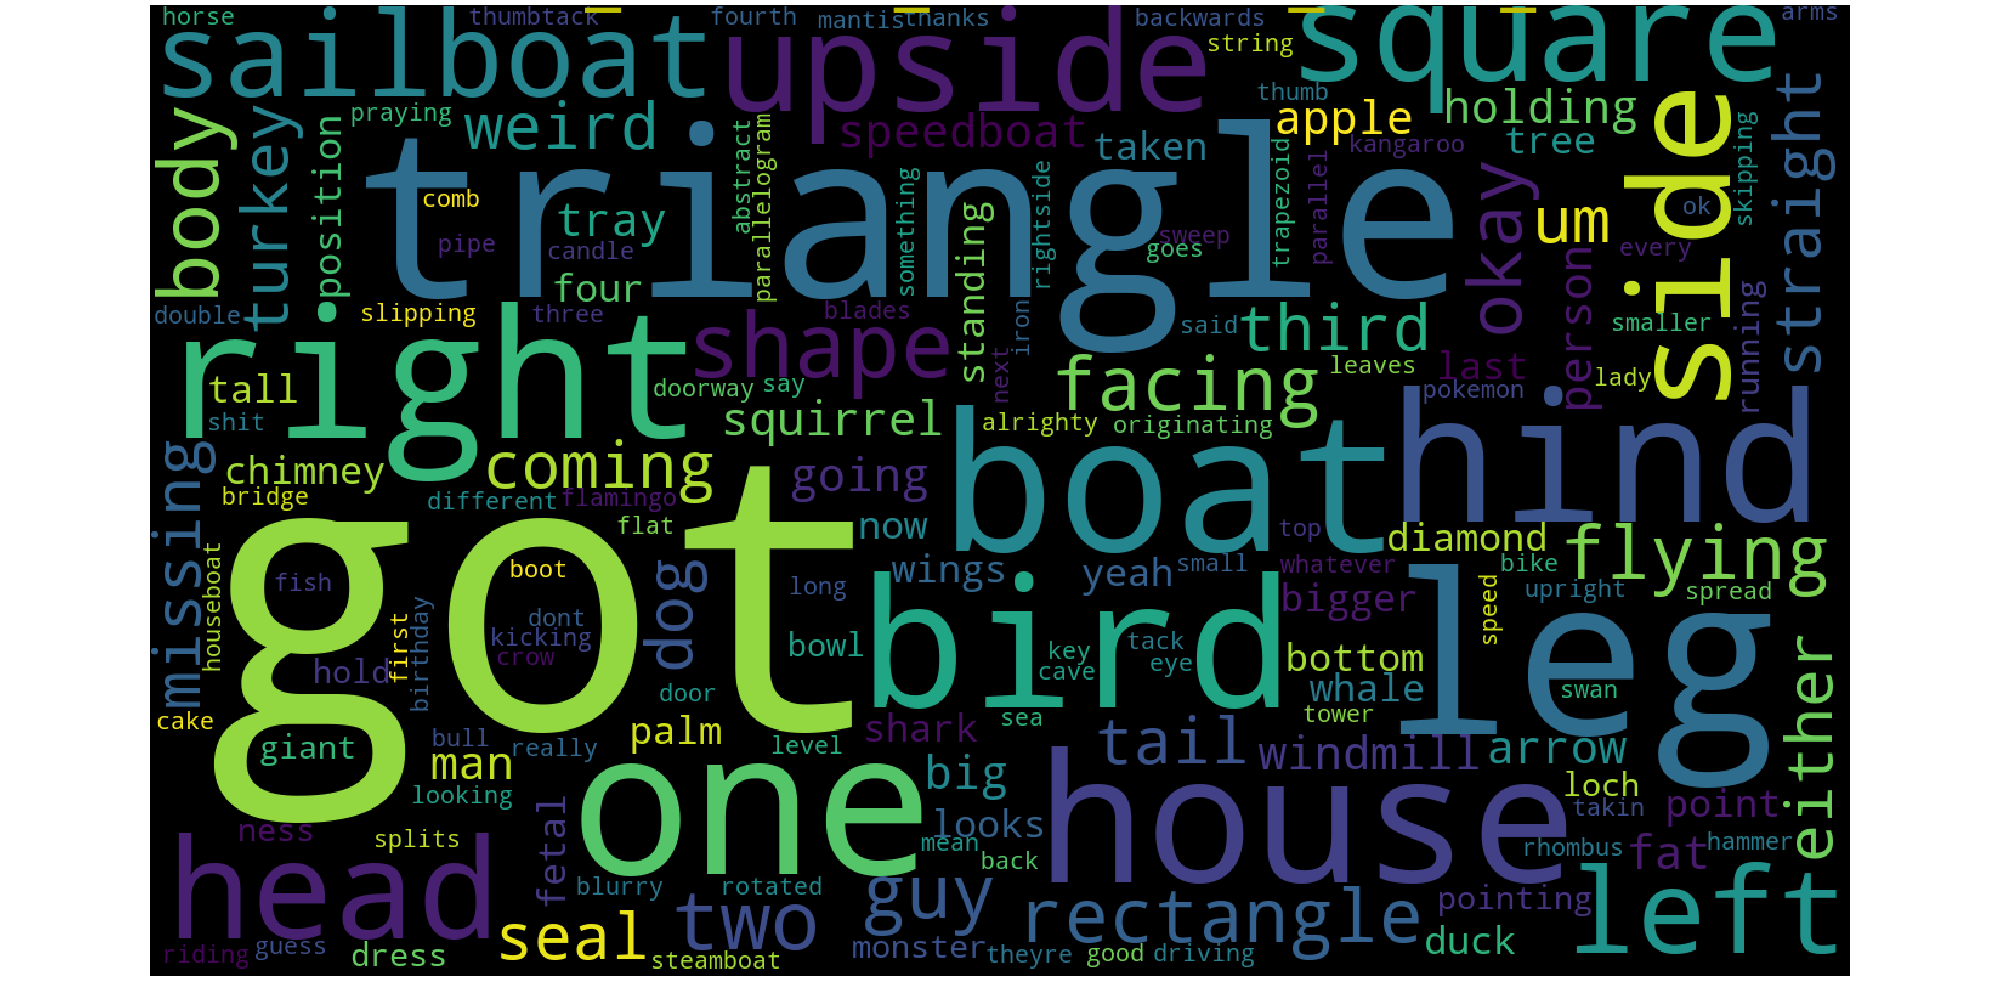 horse thumbtack fourth mantis thanks backwards arms
sailboat upside string square
body turkey position praying weird speedboat thumb apple holding straight
taken kangaroo tree skipping
triangle abstract parallelogram something rightside trapezoid parallel okay um side ok
comb tray standing
pipe candle sweep goes person every
four
double slipping three blades iron said third smaller running
right shape facing leaves last
tall doorway say next pokemon lady
shit squirrel alrighty originating
missing chimney coming going boat hind
bridge different flamingo
got flat now top diamond flying
houseboat fish boot dog long wings yeah small whatever bike upright spread
first birthday dont bird bigger speed leg either
kicking bowl key tack
crow cave eye bottom
hold door whale swan
cake palm shark sea tower
giant bull really level tail windmill arrow
man one big house loch
looking takin point
ness looks
head splits fetal mean rhombus fat hammer
back
blurry rotated guy rectangle pointing left
seal two
riding guess dress steamboat monster theyre good driving duck